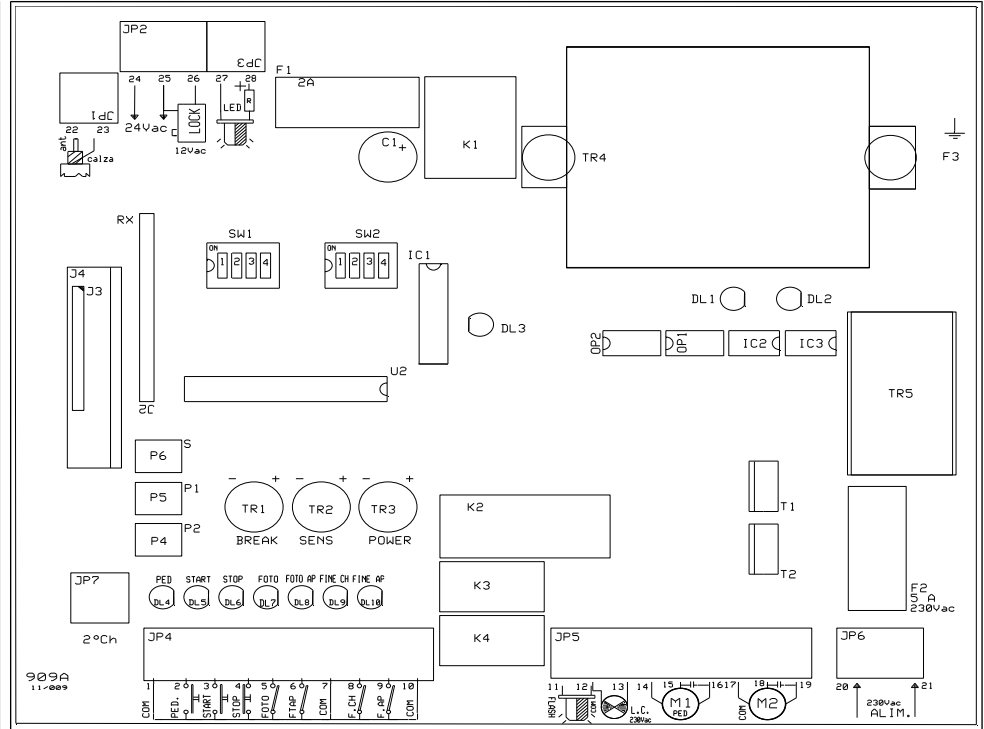 JP2
JP3
24 25 26 27 28
F1
2A
JP1
22 23
24Vac
LOCK
12Vac
LED
+
R
ant
calza
C1
+
K1
TR4
F3
RX
SW1
ON
1 2 3 4
SW2
ON
1 2 3 4
IC1
J4
J3
DL3
DL1
DL2
OP2
OP1
IC2
IC3
TR5
U2
J2
P6
S
P5
P1
P4
P2
- +
TR1
BREAK
- +
TR2
SENS
- +
TR3
POWER
K2
T1
T2
F2
5 A
230Vac
JP7
2°Ch
PED START STOP FOTO FOTO AP FINE CH FINE AP
DL4 DL5 DL6 DL7 DL8 DL9 DL10
K3
K4
JP4
JP5
JP6
909A
11/009
1 2 3 4 5 6 7 8 9 10
COM
PED.
START
STOP
FOTO
FTAP
COM
F.CH
F.AP
COM
11 12 13 14 15 16 17 18 19
FLASH
COM
L.C.
230Vac
M1
PED
COM
M2
20 21
230Vac
ALIM.